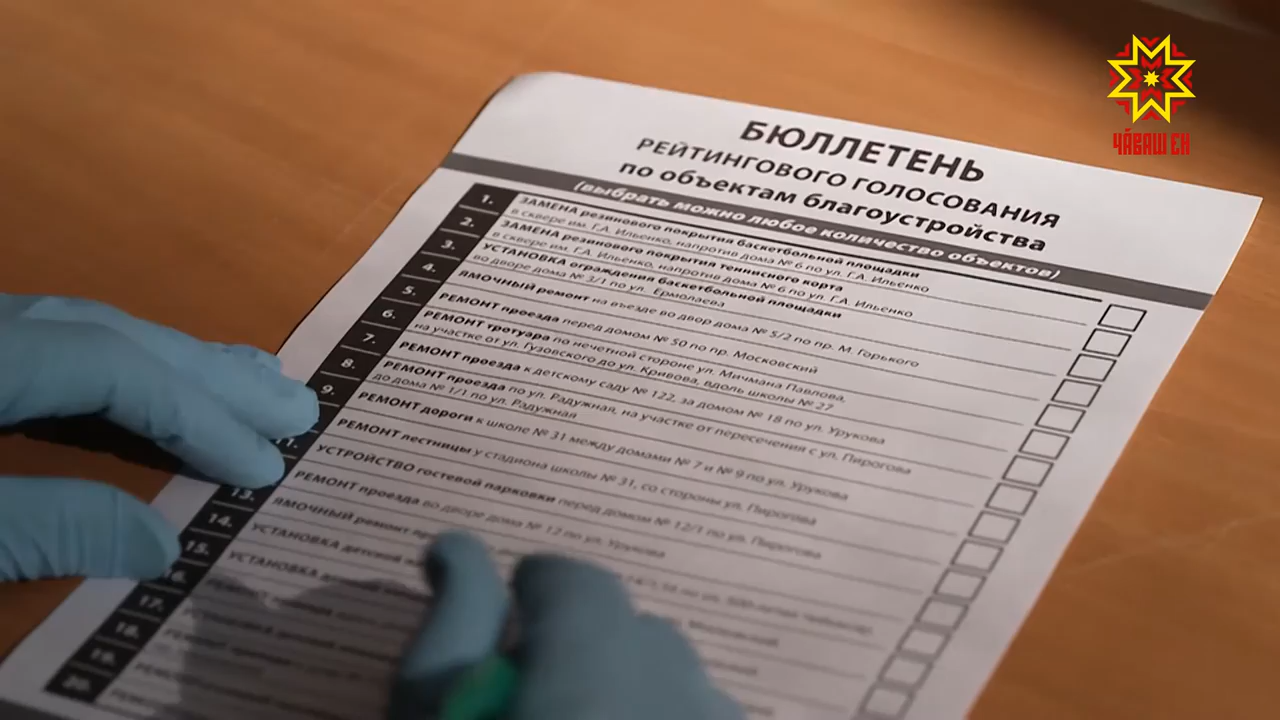 ЧӐВАШ ЕН
БЮЛЛЕТЕНЬ
РЕЙТИНГОВОГО ГОЛОСОВАНИЯ
по объектам благоустройства
(выбрать можно любое количество объектов)
1. ЗАМЕНА резинового покрытия баскетбольной площадки
в сквере им. Г.А. Ильенко, напротив дома № 6 по ул. Г.А. Ильенко
2. ЗАМЕНА резинового покрытия теннисного корта
в сквере им. Г.А. Ильенко, напротив дома № 6 по ул. Г.А. Ильенко
3. УСТАНОВКА ограждения баскетбольной площадки
во дворе дома № 3/1 по ул. Ермолаева
4. ЯМОЧНЫЙ ремонт на въезде во двор дома № 5/2 по пр. М. Горького
5. РЕМОНТ проезда перед домом № 50 по пр. Московский
6. РЕМОНТ тротуара по нечетной стороне ул. Мичмана Павлова,
на участке от ул. Гузовского до ул. Кривова, вдоль школы № 27
7. РЕМОНТ проезда к детскому саду № 122, за домом № 18 по ул. Урукова
8. РЕМОНТ проезда по ул. Радужная, на участке от пересечения с ул. Пирогова
до дома № 1/1 по ул. Радужная
9. РЕМОНТ дороги к школе № 31 между домами № 7 и № 9 по ул. Урукова
РЕМОНТ лестницы у стадиона школы № 31, со стороны ул. Пирогова
11. УСТРОЙСТВО гостевой парковки перед домом № 12/1 по ул. Пирогова
РЕМОНТ проезда во дворе дома № 12 по ул. Урукова
13. ЯМОЧНЫЙ ремонт
14. УСТАНОВКА детской
15. УСТАНОВКА
17.
18.
19.
20.